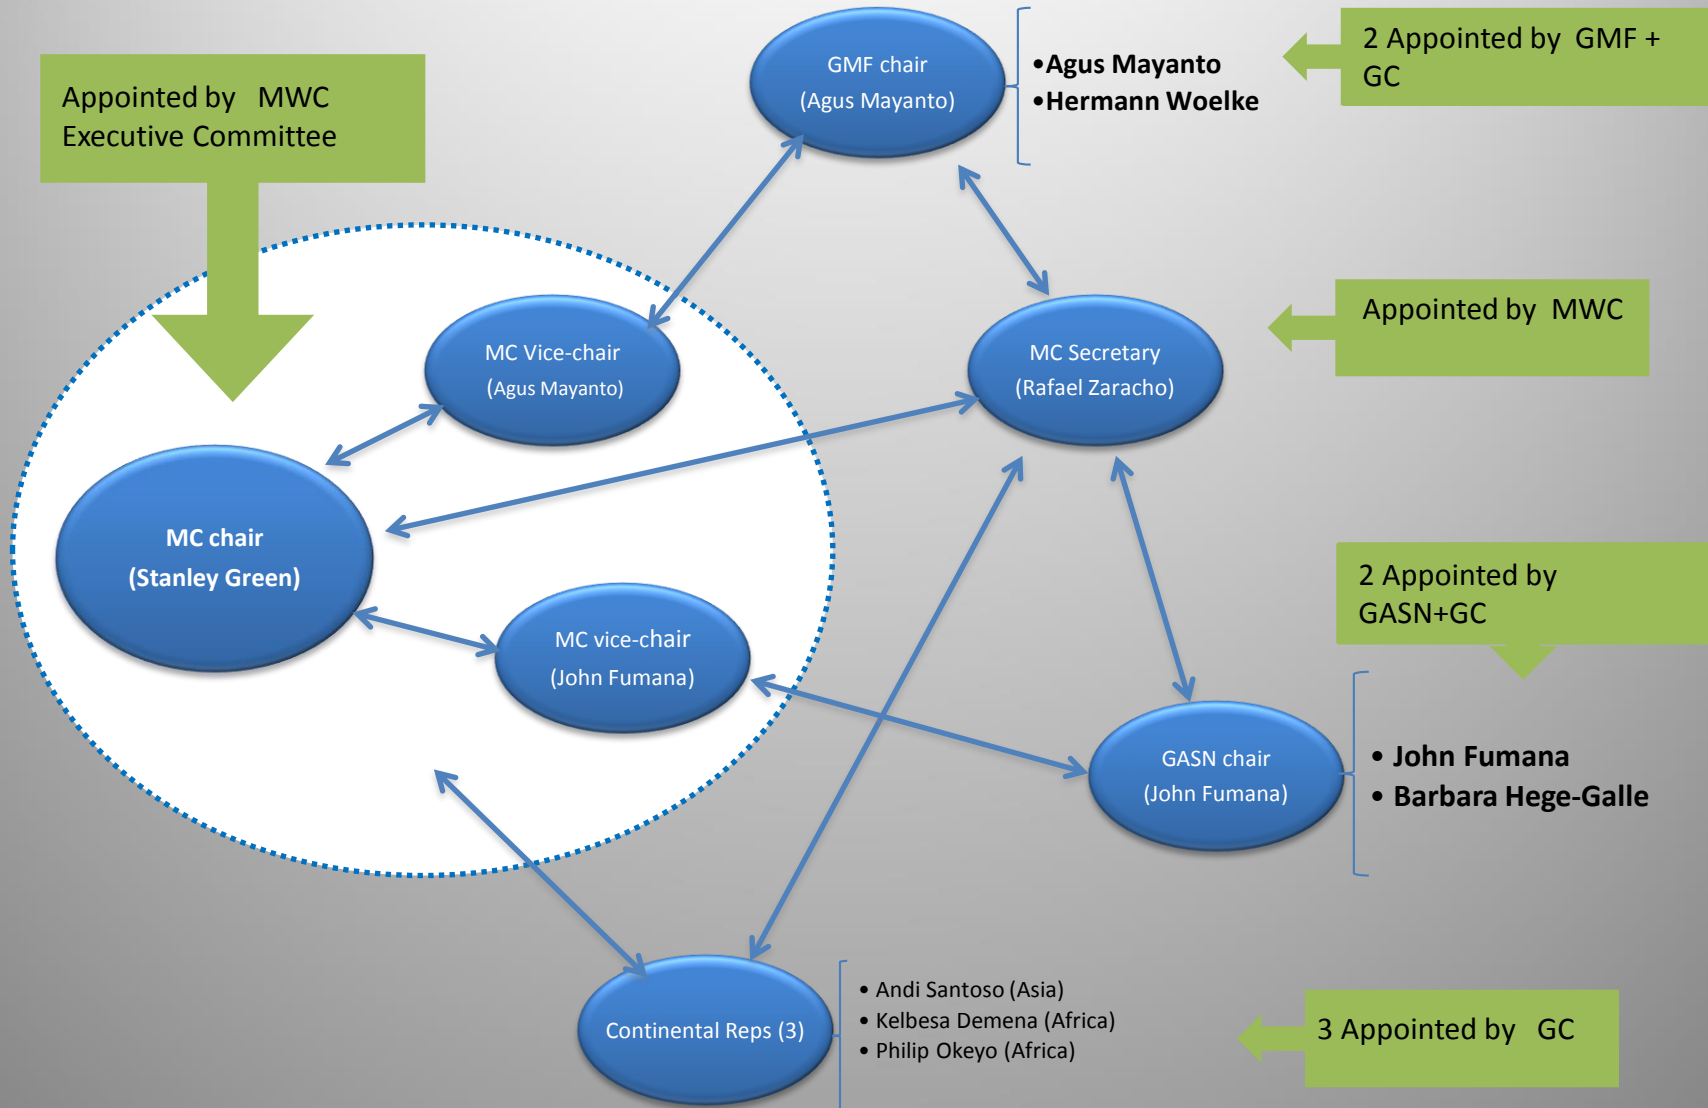 GMF chair
(Agus Mayanto)
•Agus Mayanto
•Hermann Woelke
2 Appointed by GMF +
GC
Appointed by MWC
Executive Committee
MC Vice-chair
(Agus Mayanto)
MC Secretary
(Rafael Zaracho)
Appointed by MWC
MC chair
(Stanley Green)
MC vice-chair
(John Fumana)
2 Appointed by
GASN+GC
GASN chair
(John Fumana)
• John Fumana
• Barbara Hege-Galle
Continental Reps (3)
• Andi Santoso (Asia)
• Kelbesa Demena (Africa)
• Philip Okeyo (Africa)
3 Appointed by GC